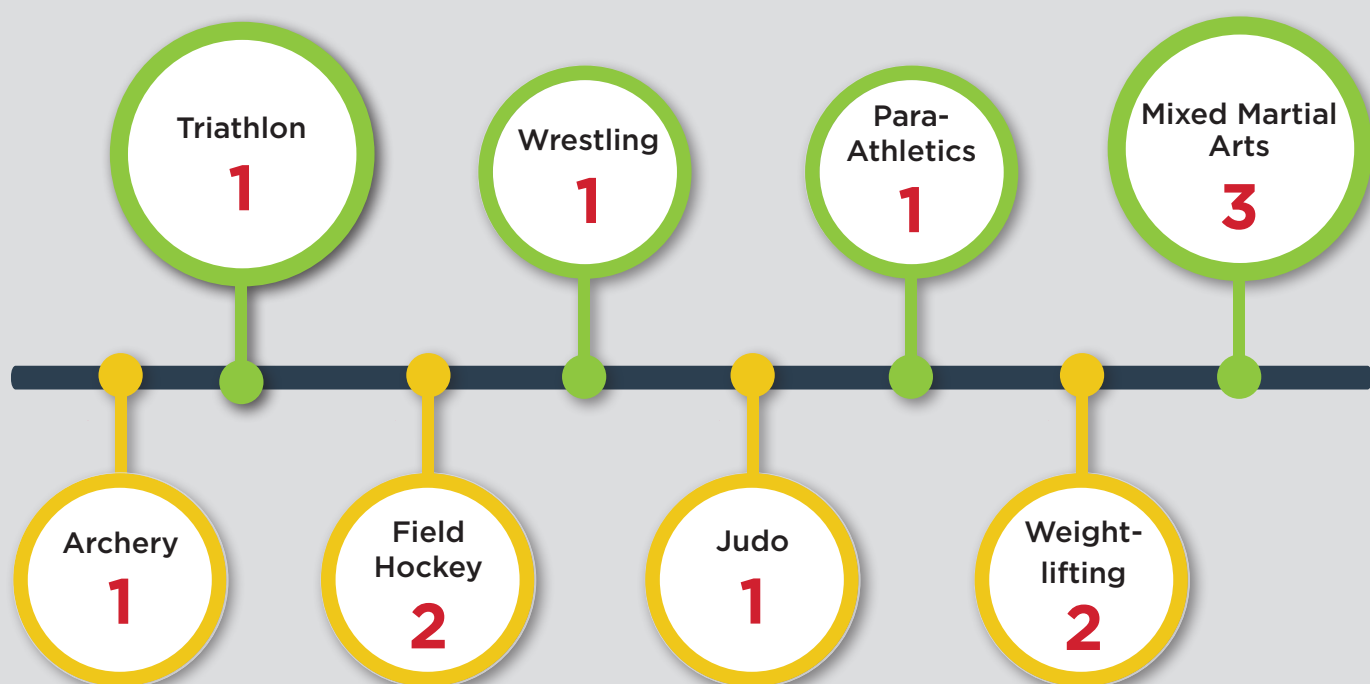 Triathlon
1
Wrestling
1
Para-
Athletics
1
Mixed Martial
Arts
3
Archery
1
Field
Hockey
2
Judo
1
Weight-
lifting
2